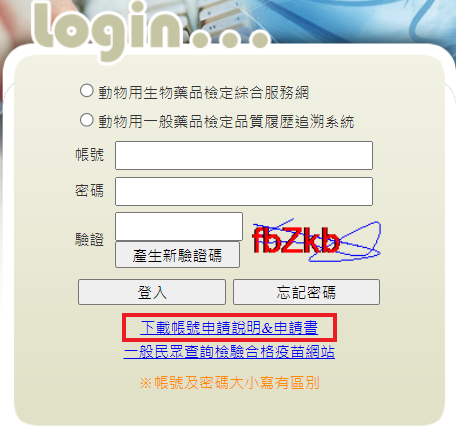 login...
動物用生物藥品檢定綜合服務網
動物用一般藥品檢定品質履歷追溯系統
帳號
密碼
驗證
fbZkb
產生新驗證碼
登入 忘記密碼
下載帳號申請說明&申請書
一般民眾查詢檢驗合格疫苗網站
※帳號及密碼大小寫有區別